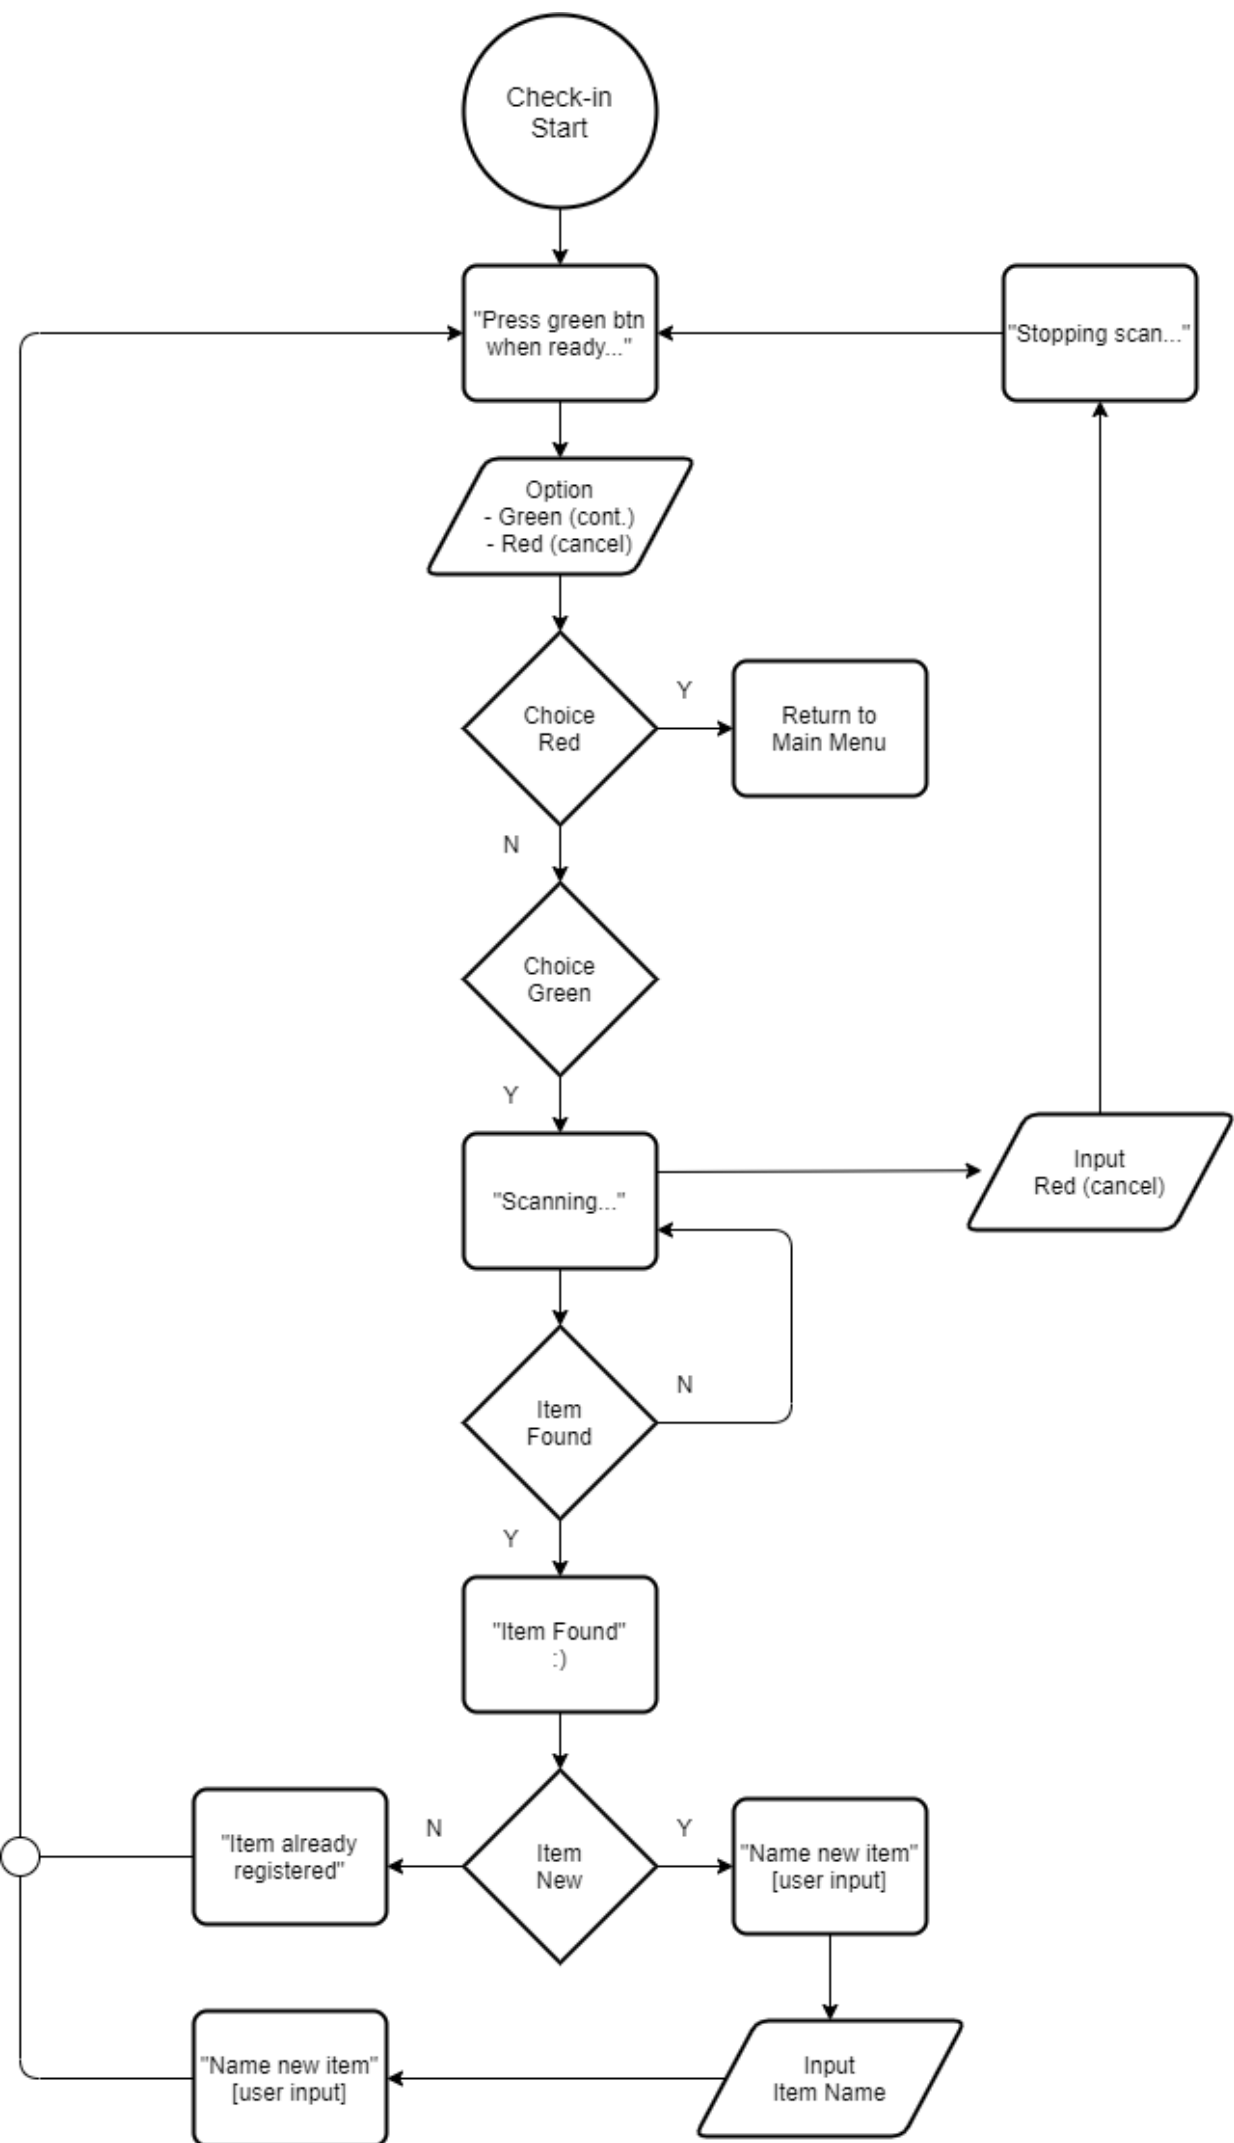 Check-in
Start
"Press green btn
when ready..."
"Stopping scan..."
Option
- Green (cont.)
- Red (cancel)
Choice
Red
Y
Return to
Main Menu
N
Choice
Green
Y
"Scanning..."
Input
Red (cancel)
Item
Found
N
Y
"Item Found"
:)
"Item already
registered"
N
Item
New
Y
"Name new item"
[user input]
"Name new item"
[user input]
Input
Item Name